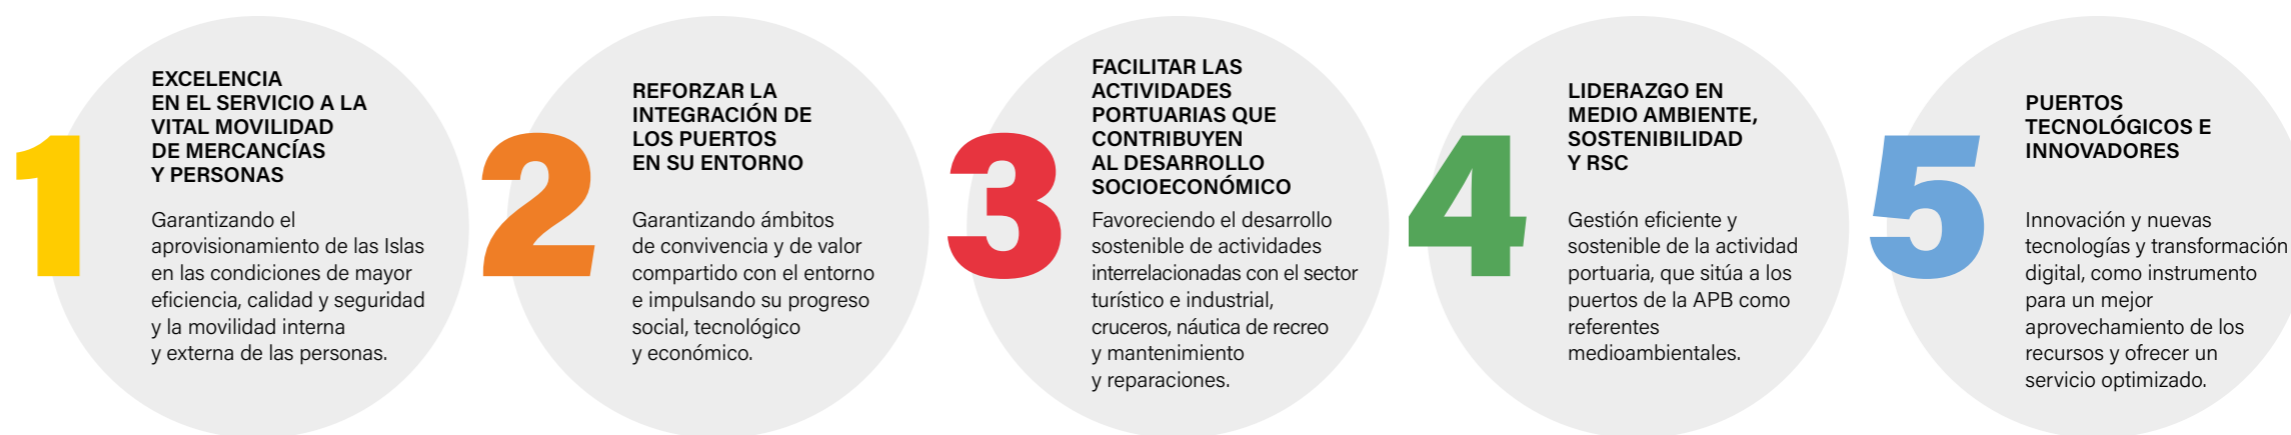 1
EXCELENCIA
EN EL SERVICIO A LA
VITAL MOVILIDAD
DE MERCANCÍAS
Y PERSONAS
Garantizando el
aprovisionamiento de las Islas
en las condiciones de mayor
eficiencia, calidad y seguridad
y la movilidad interna
y externa de las personas.
2
REFORZAR LA
INTEGRACIÓN DE
LOS PUERTOS
EN SU ENTORNO
Garantizando ámbitos
de convivencia y de valor
compartido con el entorno
e impulsando su progreso
social, tecnológico
y económico.
3
FACILITAR LAS
ACTIVIDADES
PORTUARIAS QUE
CONTRIBUYEN
AL DESARROLLO
SOCIOECONÓMICO
Favoreciendo el desarrollo
sostenible de actividades
interrelacionadas con el sector
turístico e industrial,
cruceros, náutica de recreo
y mantenimiento
y reparaciones.
4
LIDERAZGO EN
MEDIO AMBIENTE,
SOSTENIBILIDAD
Y RSC
Gestión eficiente y
sostenible de la actividad
portuaria, que sitúa a los
puertos de la APB como
referentes
medioambientales.
5
PUERTOS
TECNOLÓGICOS E
INNOVADORES
Innovación y nuevas
tecnologías y transformación
digital, como instrumento
para un mejor
aprovechamiento de los
recursos y ofrecer un
servicio optimizado.